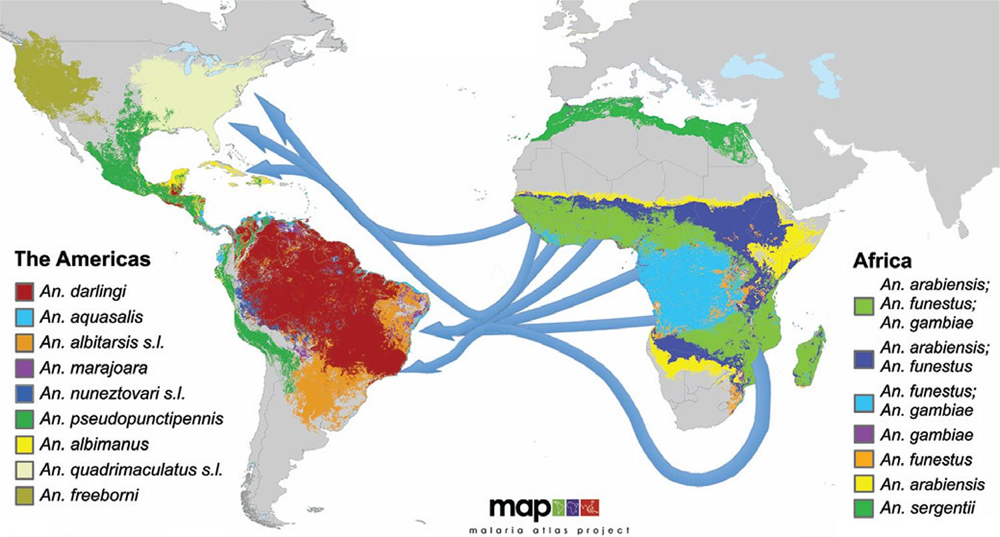 The Americas
An. darlingi
An. aquasalis
An. albitarsis s.l.
An. marajoara
An. nuneztovari s.l.
An. pseudopunctipennis
An. albimanus
An. quadrimaculatus s.l.
An. freeborni
Africa
An. arabiensis;
An. funestus;
An. gambiae
An. arabiensis;
An. funestus
An. funestus;
An. gambiae
An. gambiae
An. funestus
An. arabiensis
An. sergentii
map
malaria atlas project